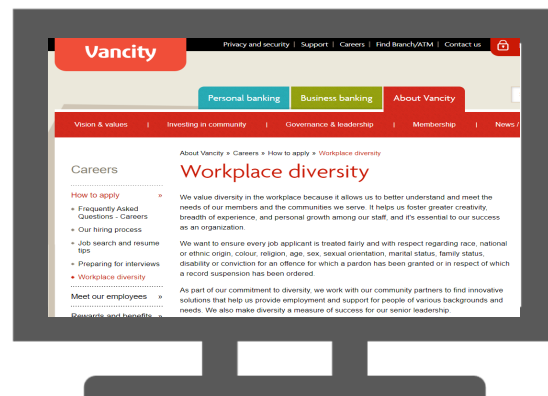 Vancity
Privacy and security | Support | Careers | Find Branch/ATM | Contact us
Personal banking Business banking About Vancity
Vision & values | Investing in community | Governance & leadership | Membership | News /
About Vancity » Careers » How to apply » Workplace diversity
Careers
Workplace diversity
How to apply »
Frequently Asked
Questions - Careers
Our hiring process
Job search and resume
tips
Preparing for interviews
Workplace diversity
Meet our employees »
Rewards and benefits »
We value diversity in the workplace because it allows us to better understand and meet the
needs of our members and the communities we serve. It helps us foster greater creativity,
breadth of experience, and personal growth among our staff, and it's essential to our success
as an organization.
We want to ensure every job applicant is treated fairly and with respect regarding race, national
or ethnic origin, colour, religion, age, sex, sexual orientation, marital status, family status,
disability or conviction for an offence for which a pardon has been granted or in respect of which
a record suspension has been ordered.
As part of our commitment to diversity, we work with our community partners to find innovative
solutions that help us provide employment and support for people of various backgrounds and
needs. We also make diversity a measure of success for our senior leadership.